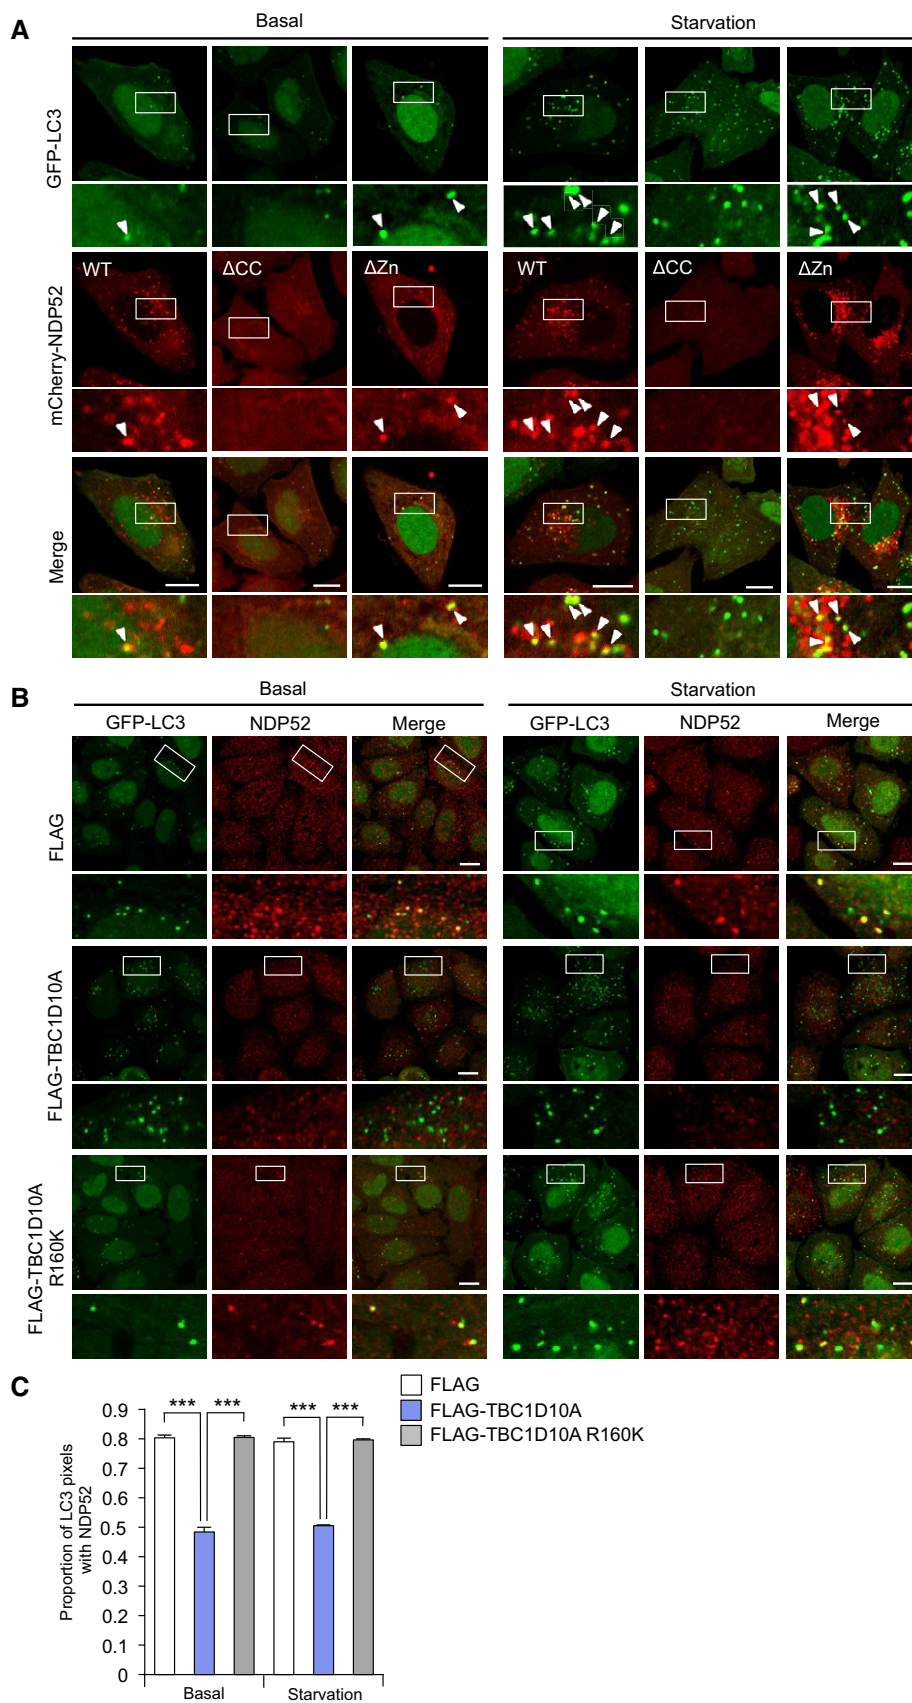 A
Basal
Starvation
GFP-LC3
WT
ΔCC
ΔZn
WT
ΔCC
ΔZn
mCherry-NDP52
Merge
B
Basal
Starvation
GFP-LC3
NDP52
Merge
GFP-LC3
NDP52
Merge
FLAG
FLAG-TBC1D10A
FLAG-TBC1D10A
R160K
C
FLAG
FLAG-TBC1D10A
FLAG-TBC1D10A R160K
*** *** *** ***
Proportion of LC3 pixels
with NDP52
0.9
0.8
0.7
0.6
0.5
0.4
0.3
0.2
0.1
0
Basal
Starvation